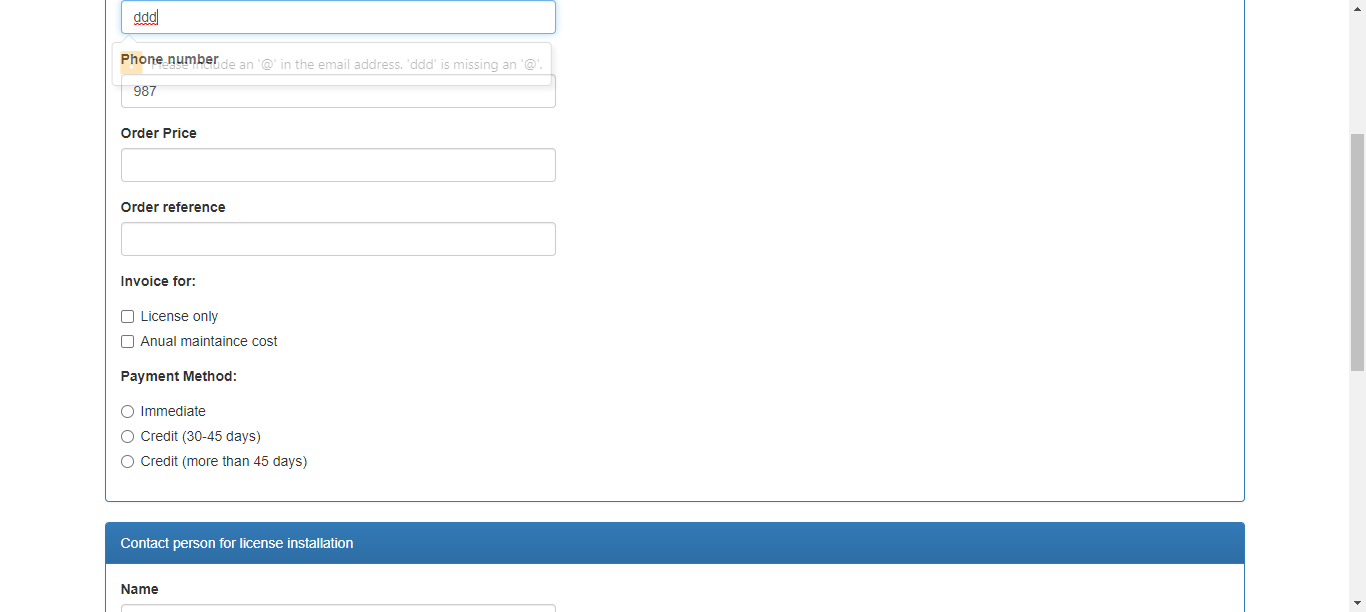 ddd
Phone number
Please include an '@' in the email address. 'ddd' is missing an '@'.
987
Order Price
Order reference
Invoice for:
License only
Anual maintaince cost
Payment Method:
Immediate
Credit (30-45 days)
Credit (more than 45 days)
Contact person for license installation
Name